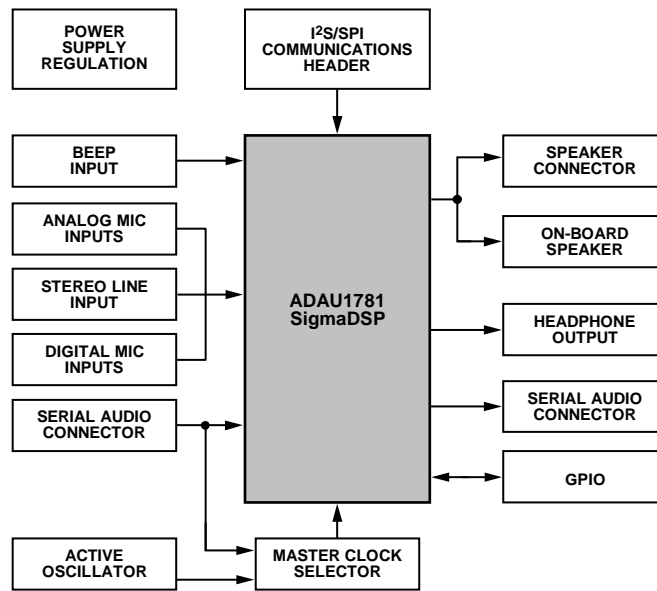 POWER
SUPPLY
REGULATION
I²S/SPI
COMMUNICATIONS
HEADER
BEEP
INPUT
ANALOG MIC
INPUTS
STEREO LINE
INPUT
DIGITAL MIC
INPUTS
SERIAL AUDIO
CONNECTOR
ACTIVE
OSCILLATOR
ADAU1781
SigmaDSP
MASTER CLOCK
SELECTOR
SPEAKER
CONNECTOR
ON-BOARD
SPEAKER
HEADPHONE
OUTPUT
SERIAL AUDIO
CONNECTOR
GPIO